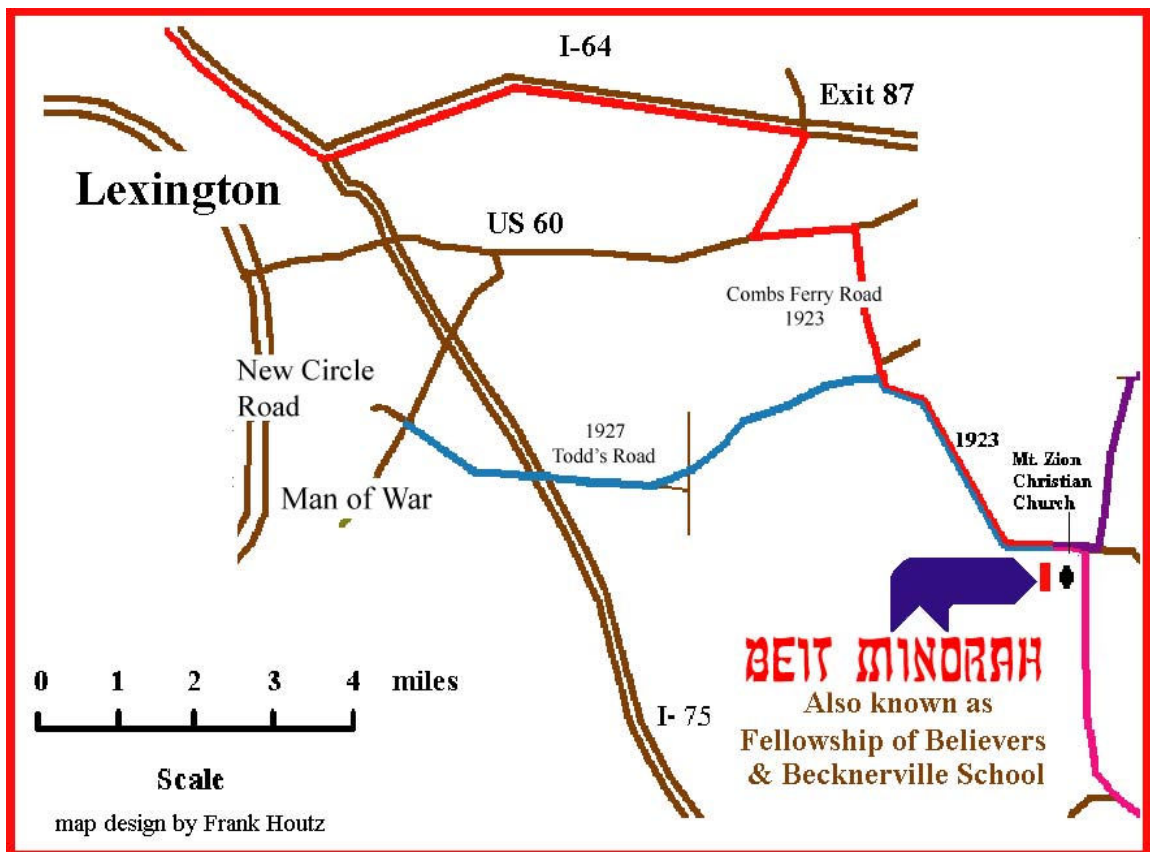 I-64
Exit 87
Lexington
US 60
Combs Ferry Road
1923
New Circle
Road
1927
Todd's Road
1923
Mt. Zion
Christian
Church
Man of War
BEIT MINORAH
Also known as
Fellowship of Believers
& Becknerville School
I- 75
0 1 2 3 4 miles
Scale
map design by Frank Houtz